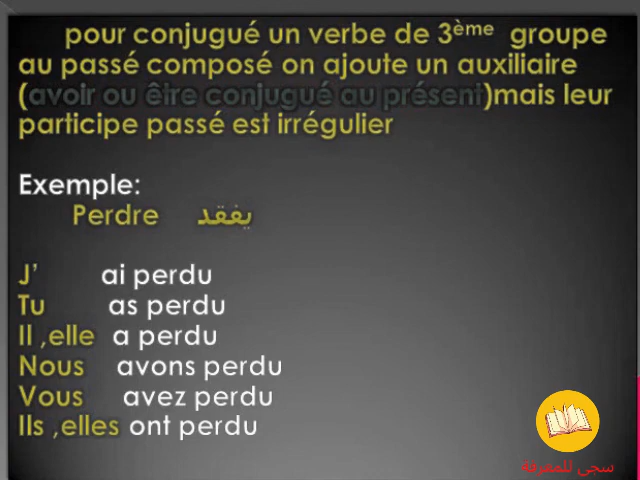 pour conjugué un verbe de 3ème groupe
au passé composé on ajoute un auxiliaire
(avoir ou être conjugué au présent)mais leur
participe passé est irrégulier
Exemple:
Perdre يفقد
J' ai perdu
Tu as perdu
Il ,elle a perdu
Nous avons perdu
Vous avez perdu
Ils ,elles ont perdu
سجى للمعرفة